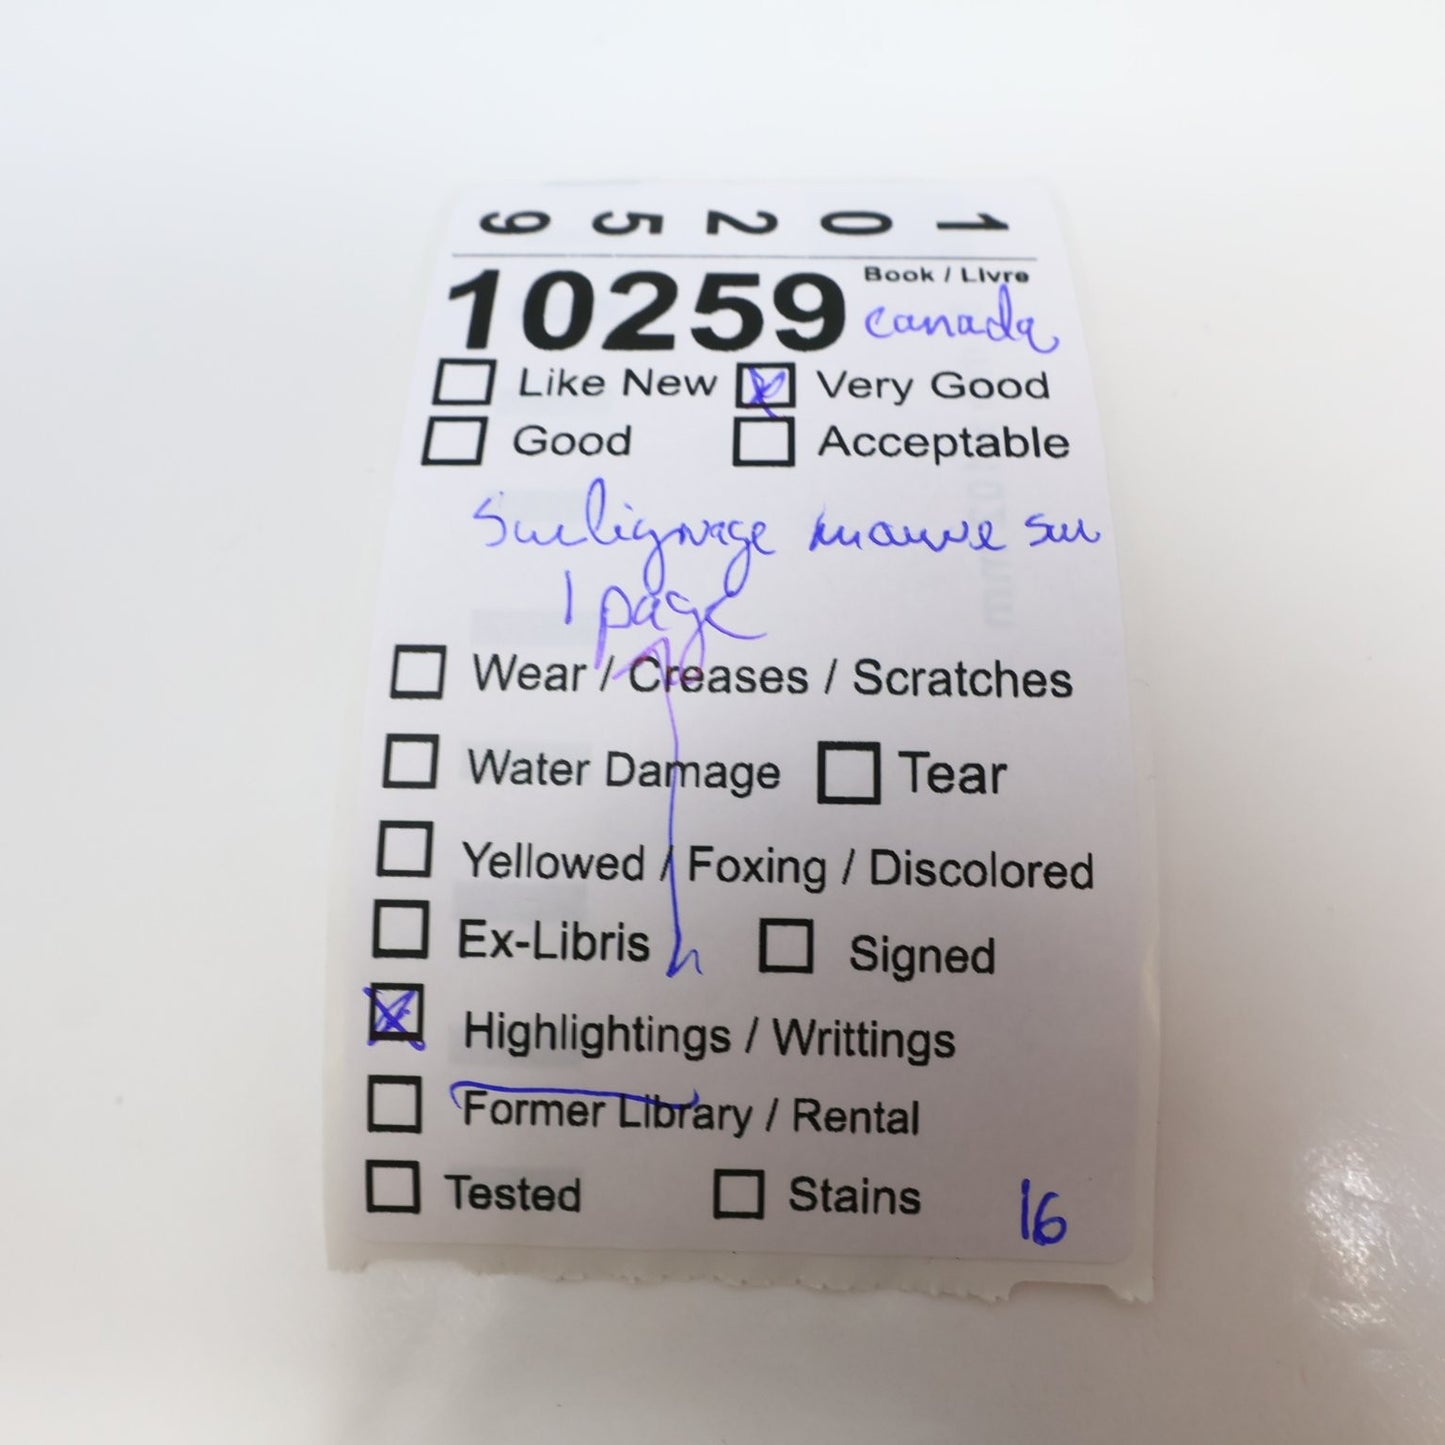 10259
10259 Book / Livre
canada
Like New Very Good
Good Acceptable
Surlignage mauve sur
1 page
Wear / Creases / Scratches
Water Damage Tear
Yellowed / Foxing / Discolored
Ex-Libris Signed
Highlightings / Writtings
Former Library / Rental
Tested Stains 16